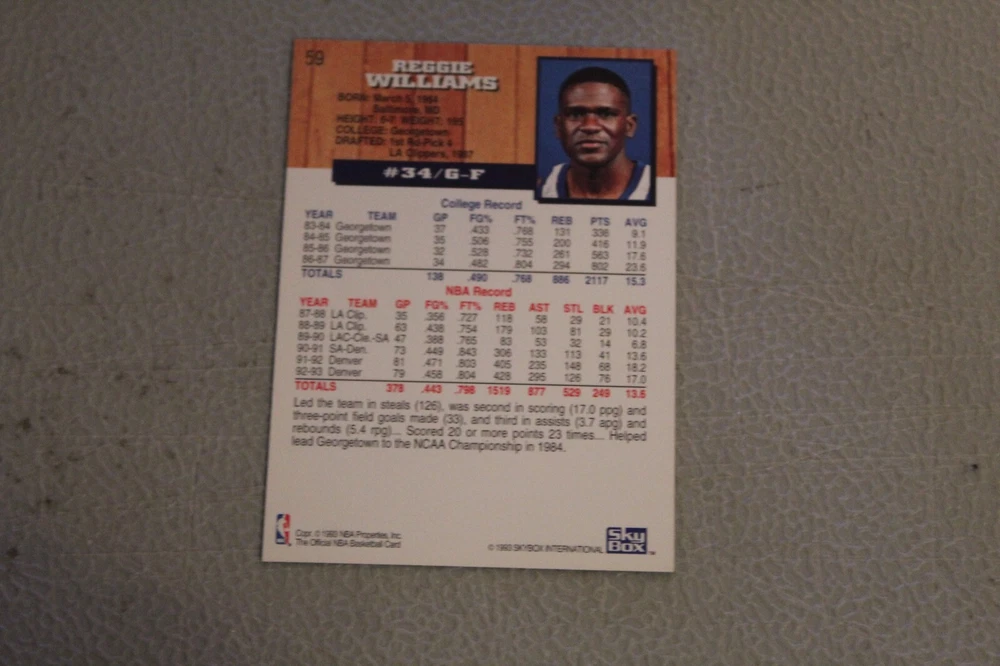 59
REGGIE
WILLIAMS
BORN: March 5, 1964
Baltimore, MD
HEIGHT: 6-7 WEIGHT: 195
COLLEGE: Georgetown
DRAFTED: 1st Rd-Pick 4
LA Clippers, 1987
#34/G-F
College Record
YEAR TEAM GP FG% FT% REB PTS AVG
83-84 Georgetown 37 .433 .768 131 336 9.1
84-85 Georgetown 35 .506 .755 200 416 11.9
85-86 Georgetown 32 .528 .732 261 563 17.6
86-87 Georgetown 34 .482 .804 294 802 23.6
TOTALS 138 .490 .768 886 2117 15.3
NBA Record
YEAR TEAM GP FG% FT% REB AST STL BLK AVG
87-88 LA Clip. 35 .356 .727 118 58 29 21 10.4
88-89 LA Clip. 63 .438 .754 179 103 81 29 10.2
89-90 LAC-Cle.-SA 47 .388 .765 83 53 32 14 6.8
90-91 SA-Den. 73 .449 .843 306 133 113 41 13.6
91-92 Denver 81 .471 .803 405 235 148 68 18.2
92-93 Denver 79 .458 .804 428 295 126 76 17.0
TOTALS 378 .443 .798 1519 877 529 249 13.6
Led the team in steals (126), was second in scoring (17.0 ppg) and
three-point field goals made (33), and third in assists (3.7 apg) and
rebounds (5.4 rpg)... Scored 20 or more points 23 times... Helped
lead Georgetown to the NCAA Championship in 1984.
Copr. © 1993 NBA Properties, Inc.
The Official NBA Basketball Card
© 1993 SKYBOX INTERNATIONAL
SkyBox™